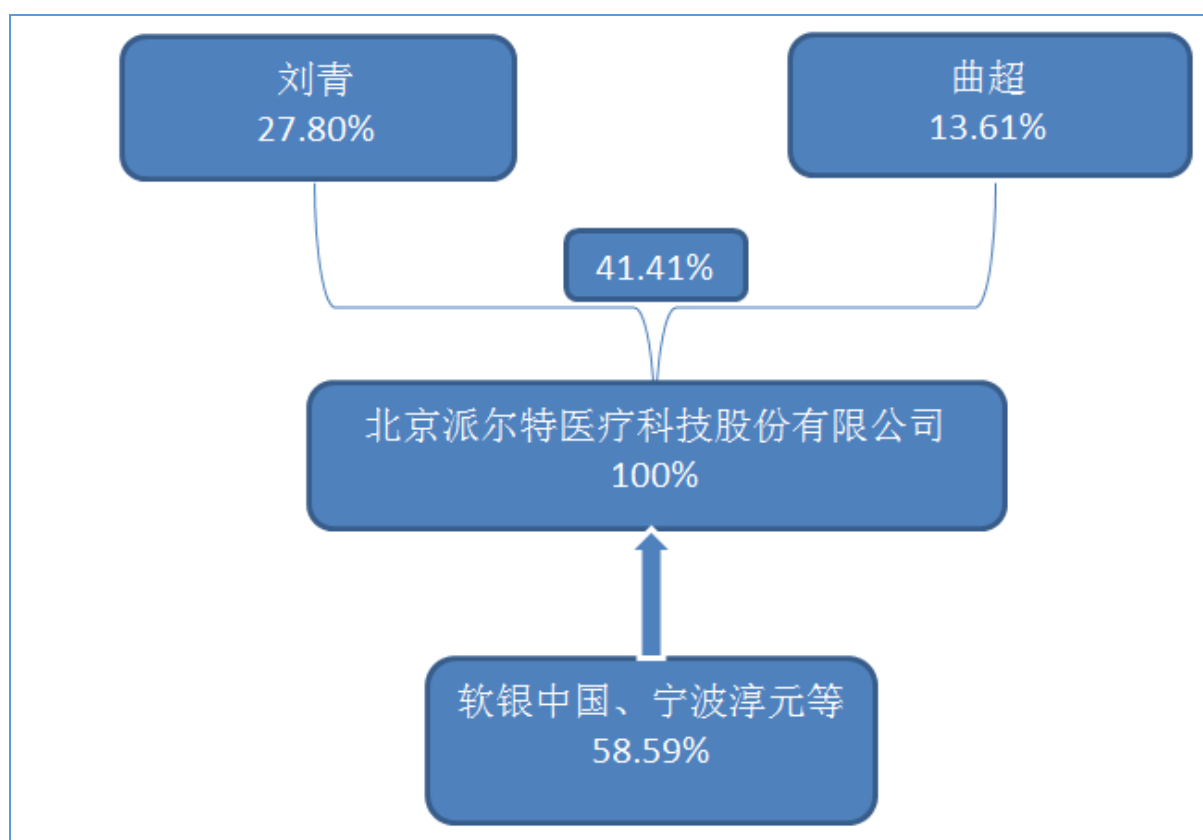 刘青
27.80%
曲超
13.61%
41.41%
北京派尔特医疗科技股份有限公司
100%
软银中国、宁波淳元等
58.59%